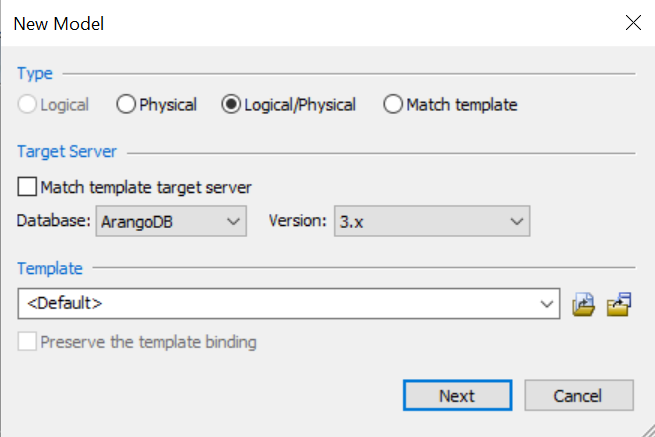 New Model
Type
Logical Physical Logical/Physical Match template
Target Server
Match template target server
Database: ArangoDB Version: 3.x
Template
<Default>
Preserve the template binding
Next Cancel